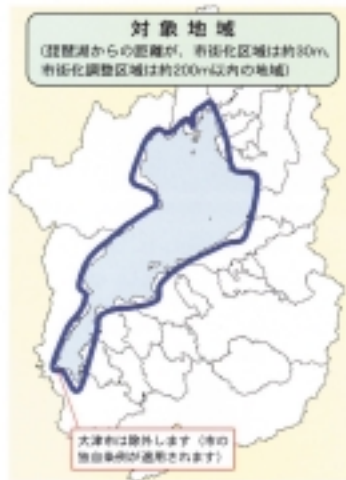 対象地域
(琵琶湖からの距離が、市街化区域は約30m、
市街化調整区域は約200m以内の地域)
大津市は除外します（市の
独自条例が適用されます）